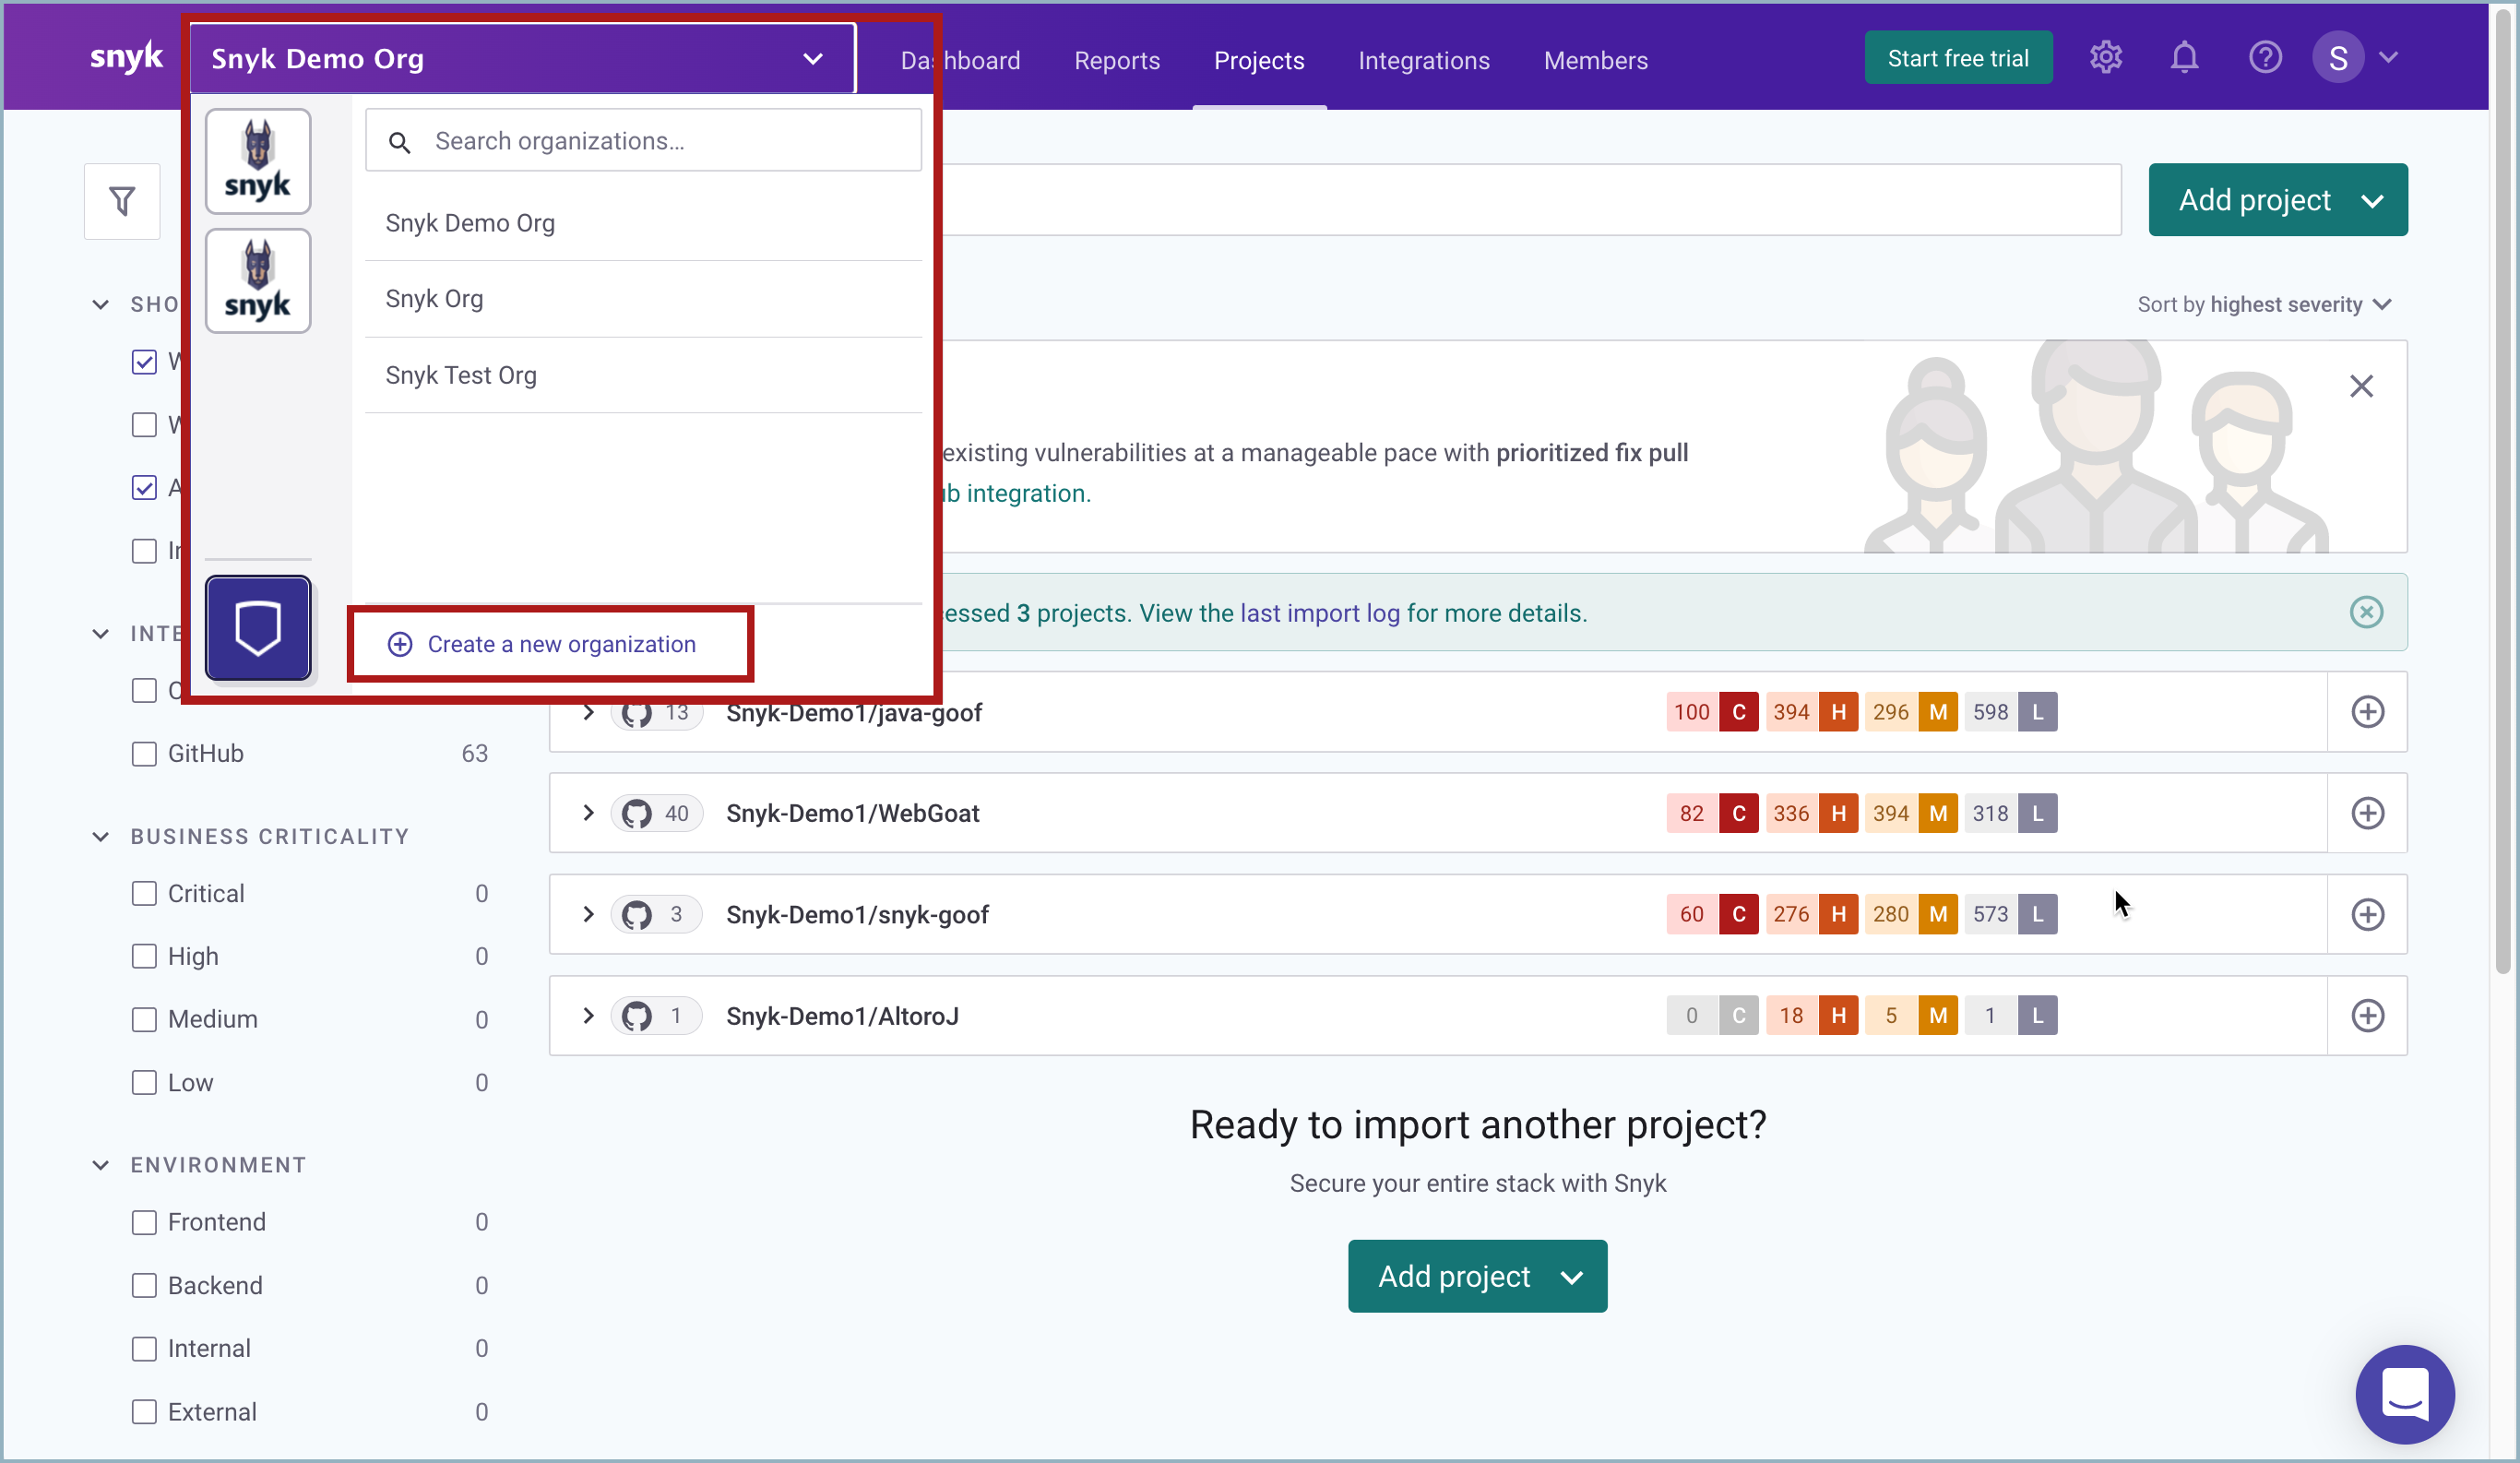 snyk
Snyk Demo Org
Dashboard
Reports
Projects
Integrations
Members
Start free trial
S
snyk
snyk
Search organizations...
Snyk Demo Org
Snyk Org
Snyk Test Org
Create a new organization
Add project
Sort by highest severity
existing vulnerabilities at a manageable pace with prioritized fix pull
integration.
3 projects. View the last import log for more details.
SHO
INTE
GitHub 63
BUSINESS CRITICALITY
Critical 0
High 0
Medium 0
Low 0
ENVIRONMENT
Frontend 0
Backend 0
Internal 0
External 0
13 Snyk-Demo1/java-goof 100 C 394 H 296 M 598 L
40 Snyk-Demo1/WebGoat 82 C 336 H 394 M 318 L
3 Snyk-Demo1/snyk-goof 60 C 276 H 280 M 573 L
1 Snyk-Demo1/AltoroJ 0 C 18 H 5 M 1 L
Ready to import another project?
Secure your entire stack with Snyk
Add project